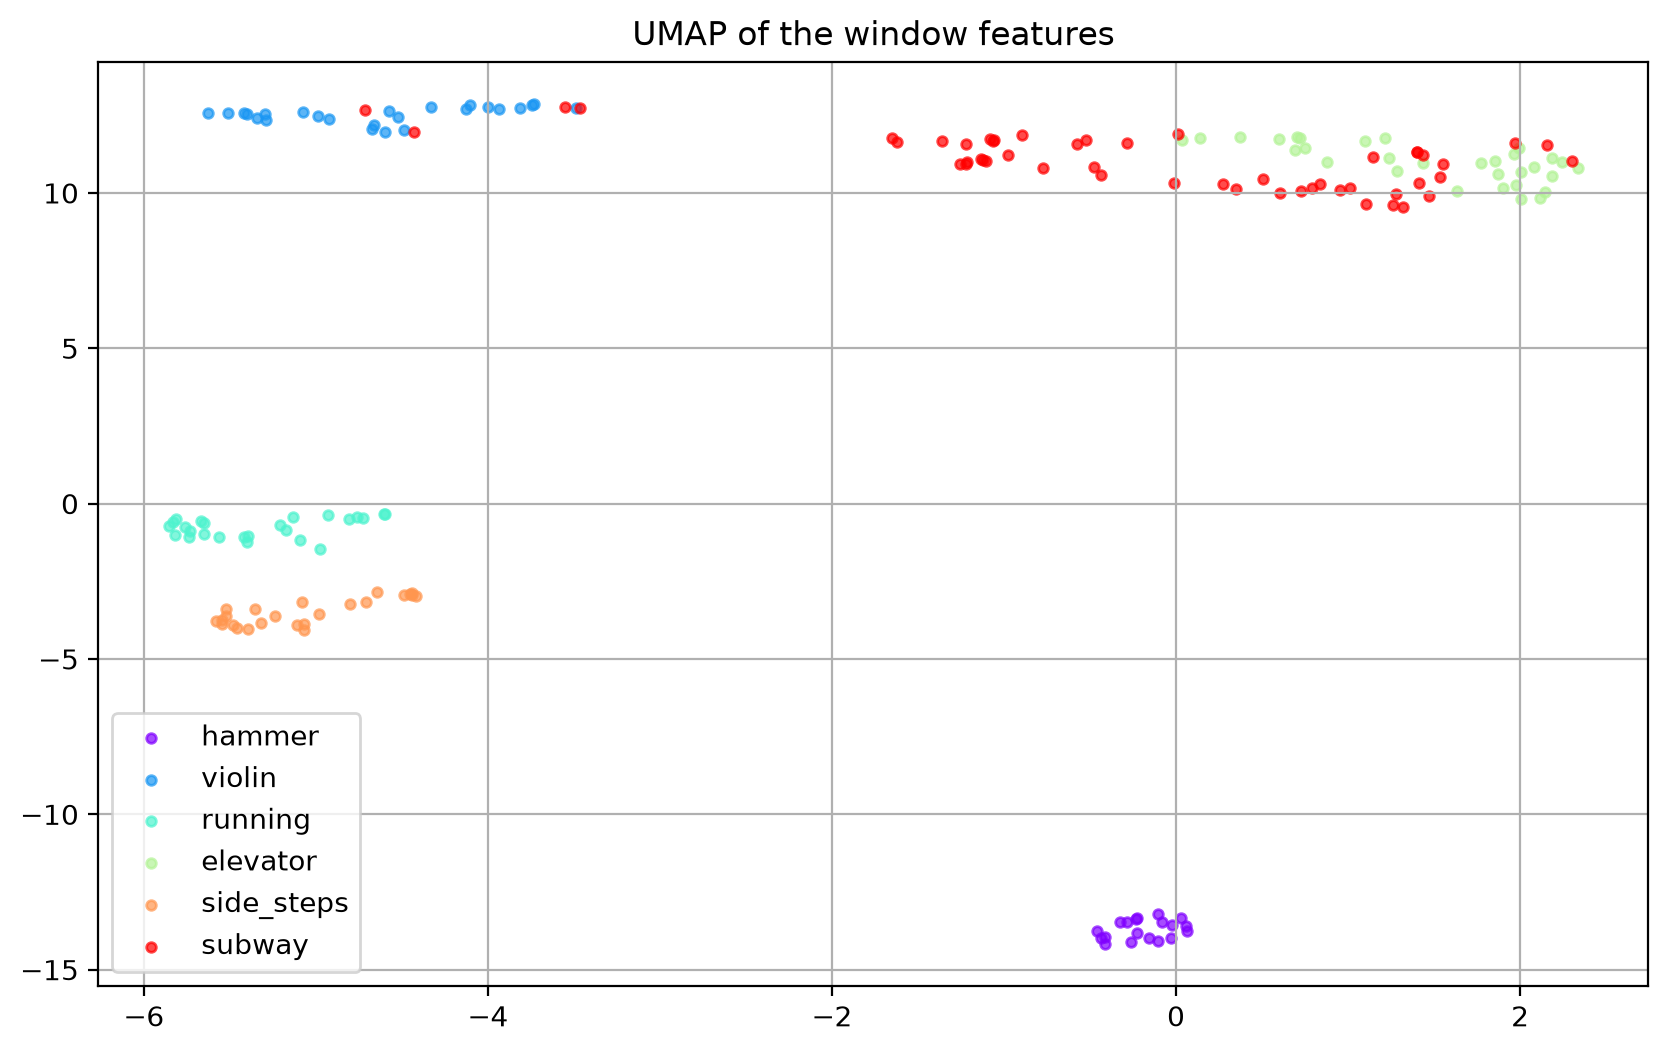 UMAP of the window features
10
5
0
−5
−10
−15
hammer
violin
running
elevator
side_steps
subway
−6 −4 −2 0 2